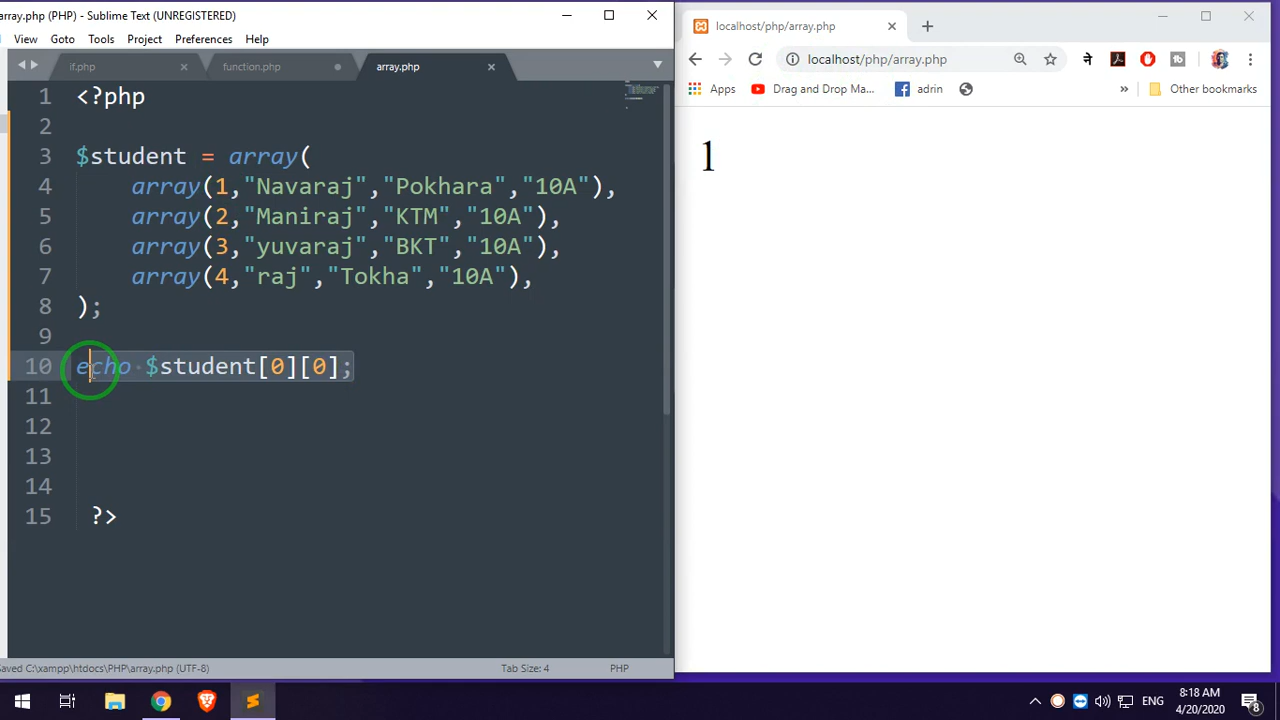 array.php (PHP) - Sublime Text (UNREGISTERED)
View Goto Tools Project Preferences Help
if.php function.php array.php
1 <?php
2
3 $student = array(
4 array(1,"Navaraj","Pokhara","10A"),
5 array(2,"Maniraj","KTM","10A"),
6 array(3,"yuvaraj","BKT","10A"),
7 array(4,"raj","Tokha","10A"),
8 );
9
10 echo $student[0][0];
11
12
13
14
15 ?>
Saved C:\xampp\htdocs\PHP\array.php (UTF-8) Tab Size: 4 PHP
localhost/php/array.php
localhost/php/array.php
Apps Drag and Drop Ma... adrin » Other bookmarks
1
ENG
8:18 AM
4/20/2020
8